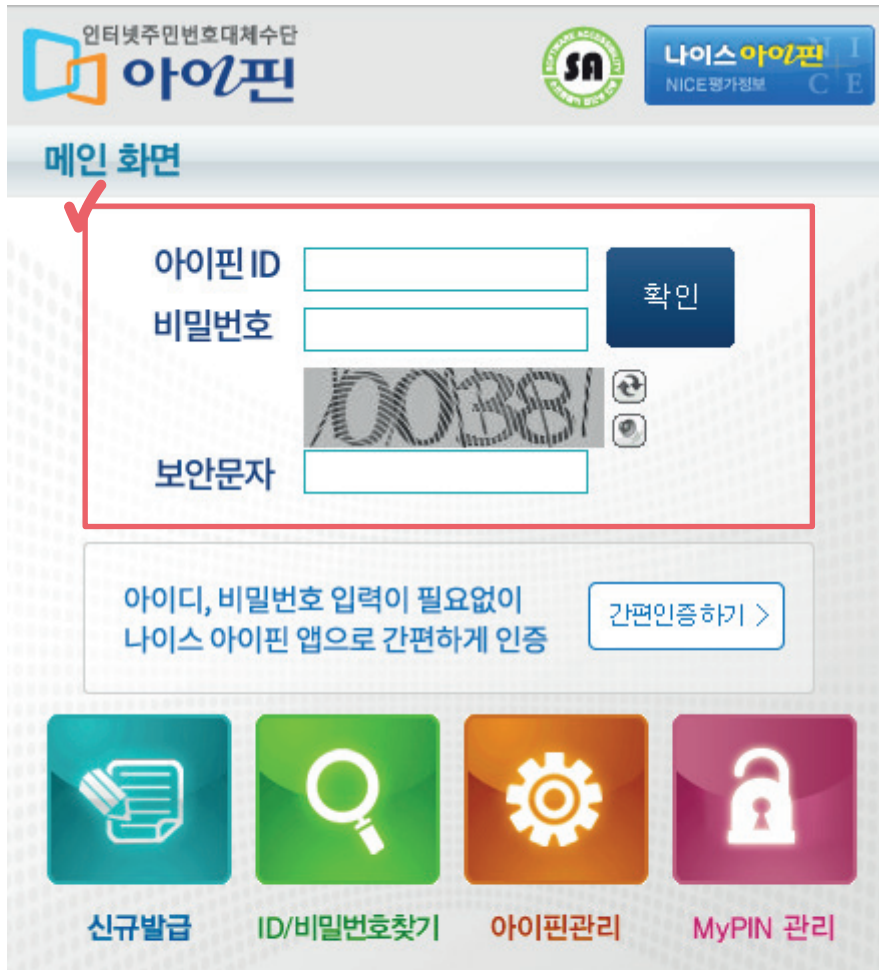 인터넷주민번호대체수단
아이핀
SOFTWARE ACCESSIBILITY
SA
나이스아이핀
NICE평가정보
NICE
메인 화면
아이핀 ID
확인
비밀번호
보안문자
아이디, 비밀번호 입력이 필요없이
나이스 아이핀 앱으로 간편하게 인증
간편인증하기 >
신규발급
ID/비밀번호찾기
아이핀관리
MyPIN 관리